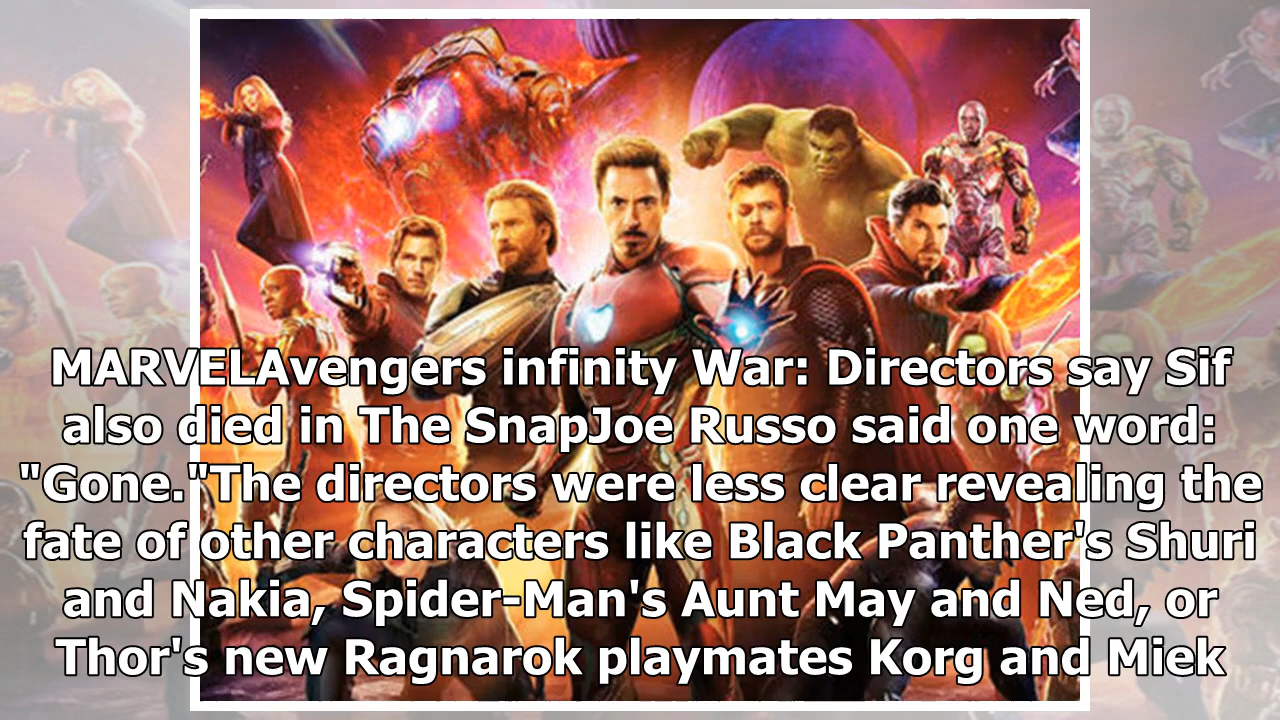 MARVELAvengers infinity War: Directors say Sif
also died in The SnapJoe Russo said one word:
"Gone."The directors were less clear revealing the
fate of other characters like Black Panther's Shuri
and Nakia, Spider-Man's Aunt May and Ned, or
Thor's new Ragnarok playmates Korg and Miek